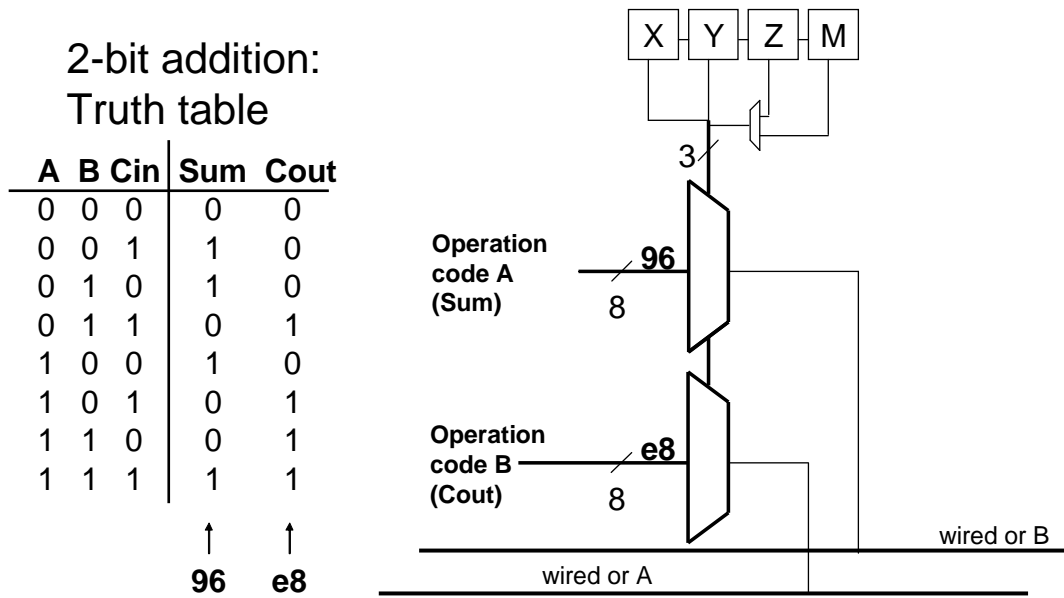 2-bit addition:
Truth table
A B Cin Sum Cout
0 0 0 0 0
0 0 1 1 0
0 1 0 1 0
0 1 1 0 1
1 0 0 1 0
1 0 1 0 1
1 1 0 0 1
1 1 1 1 1
96 e8
X Y Z M
3
Operation
code A
(Sum)
96
8
Operation
code B
(Cout)
e8
8
wired or B
wired or A